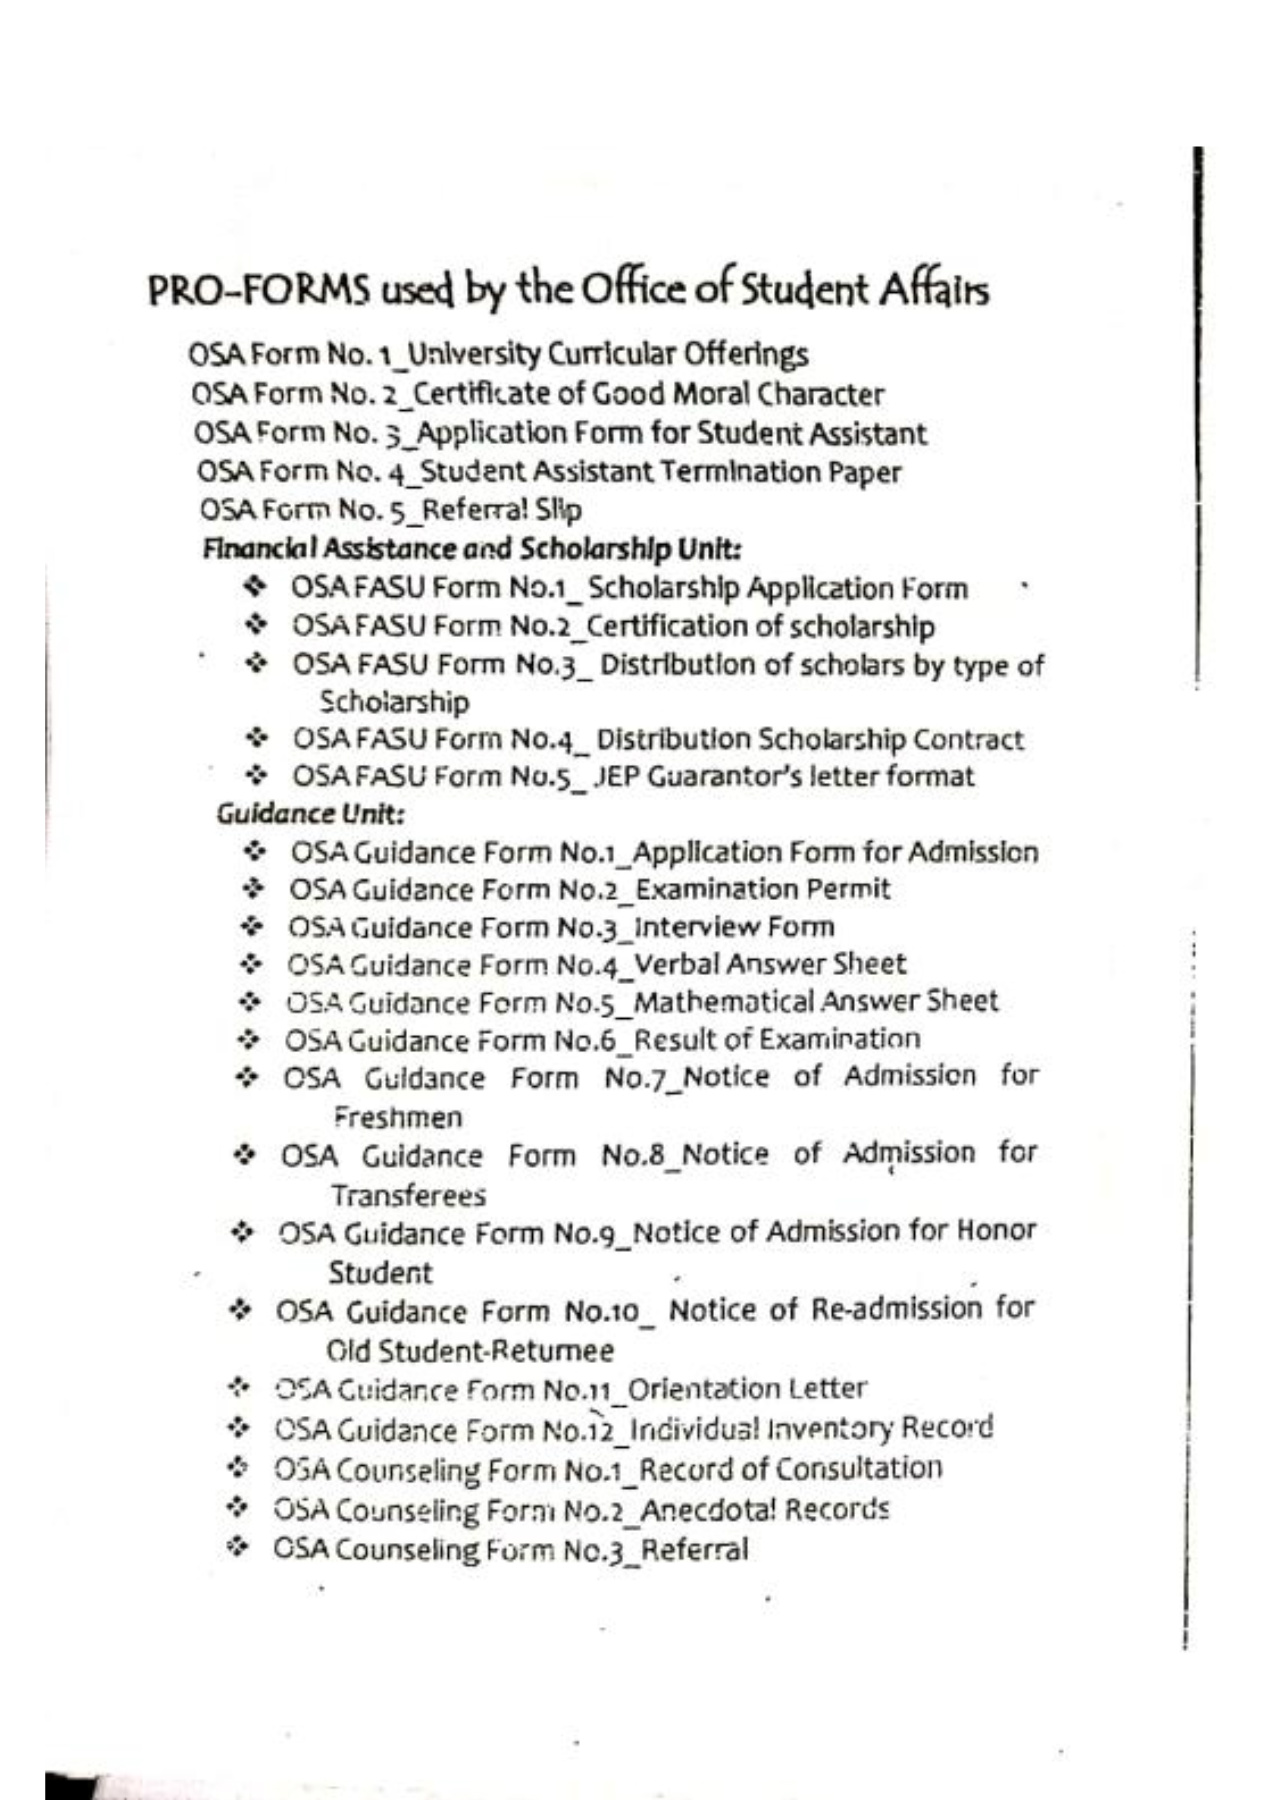 PRO-FORMS used by the Office of Student Affairs
OSA Form No. 1_University Curricular Offerings
OSA Form No. 2_Certificate of Good Moral Character
OSA Form No. 3_Application Form for Student Assistant
OSA Form No. 4_Student Assistant Termination Paper
OSA Form No. 5_Referral Slip
Financial Assistance and Scholarship Unit:
❖ OSA FASU Form No.1_ Scholarship Application Form
❖ OSA FASU Form No.2_Certification of scholarship
❖ OSA FASU Form No.3_ Distribution of scholars by type of
Scholarship
❖ OSA FASU Form No.4_ Distribution Scholarship Contract
❖ OSA FASU Form No.5_ JEP Guarantor's letter format
Guidance Unit:
❖ OSA Guidance Form No.1_Application Form for Admission
❖ OSA Guidance Form No.2_Examination Permit
❖ OSA Guidance Form No.3_Interview Form
❖ OSA Guidance Form No.4_Verbal Answer Sheet
❖ OSA Guidance Form No.5_Mathematical Answer Sheet
❖ OSA Guidance Form No.6_Result of Examination
❖ OSA Guidance Form No.7_Notice of Admission for
Freshmen
❖ OSA Guidance Form No.8_Notice of Admission for
Transferees
❖ OSA Guidance Form No.9_Notice of Admission for Honor
Student
❖ OSA Guidance Form No.10_ Notice of Re-admission for
Old Student-Returnee
❖ OSA Guidance Form No.11_Orientation Letter
❖ OSA Guidance Form No.12_Individual Inventory Record
❖ OSA Counseling Form No.1_Record of Consultation
❖ OSA Counseling Form No.2_Anecdotal Records
❖ OSA Counseling Form No.3_Referral